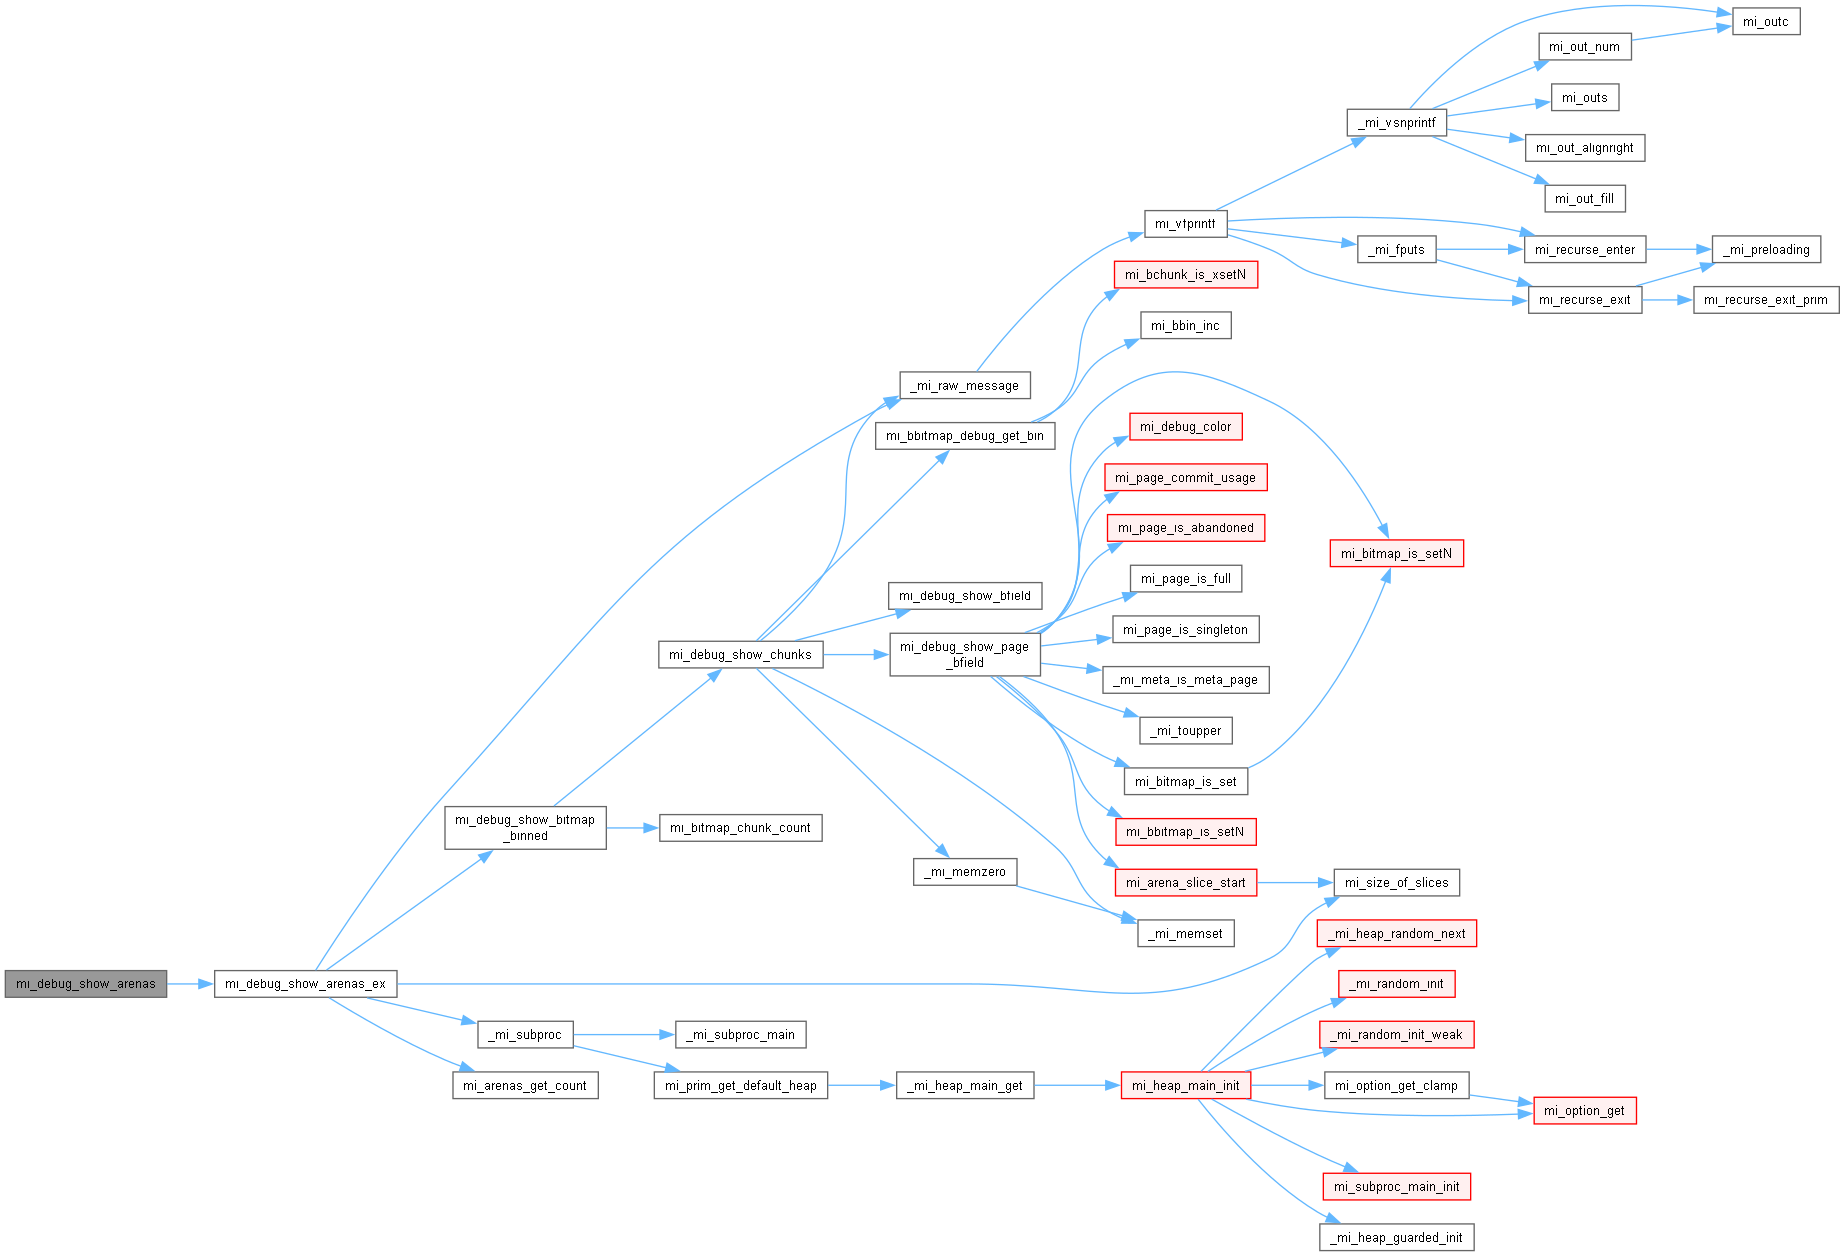 mi_outc
mi_out_num
mi_outs
_mi_vsnprintf
mi_out_alignright
mi_out_fill
mi_vfprintf
mi_recurse_enter
_mi_fputs
_mi_preloading
mi_bchunk_is_xsetN
mi_recurse_exit
mi_recurse_exit_prim
mi_bbin_inc
_mi_raw_message
mi_bbitmap_debug_get_bin
mi_debug_color
mi_page_commit_usage
mi_page_is_abandoned
mi_bitmap_is_setN
mi_page_is_full
mi_debug_show_bfield
mi_page_is_singleton
mi_debug_show_chunks
mi_debug_show_page
_bfield
_mi_meta_is_meta_page
_mi_toupper
mi_bitmap_is_set
mi_debug_show_bitmap
_binned
mi_bitmap_chunk_count
mi_bbitmap_is_setN
_mi_memzero
mi_arena_slice_start
mi_size_of_slices
_mi_memset
_mi_heap_random_next
mi_debug_show_arenas
mi_debug_show_arenas_ex
_mi_random_init
_mi_subproc
_mi_subproc_main
_mi_random_init_weak
mi_arenas_get_count
mi_prim_get_default_heap
_mi_heap_main_get
mi_heap_main_init
mi_option_get_clamp
mi_option_get
mi_subproc_main_init
_mi_heap_guarded_init